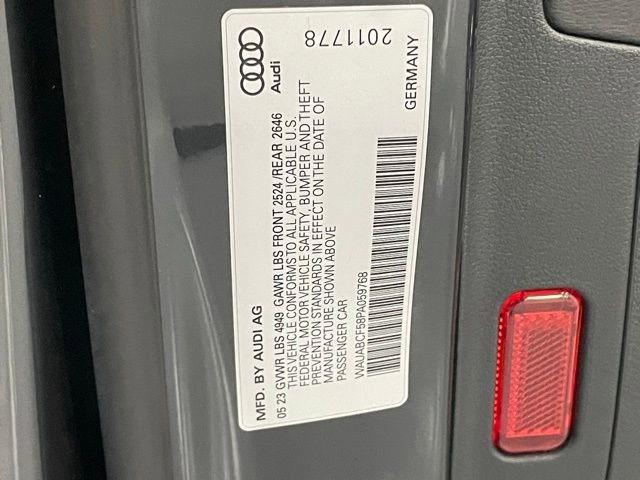 MFD. BY AUDI AG
05 23 GVWR LBS 4949 GAWR LBS FRONT 2524 /REAR 2646
THIS VEHICLE CONFORMS TO ALL APPLICABLE U.S.
FEDERAL MOTOR VEHICLE SAFETY, BUMPER AND THEFT
PREVENTION STANDARDS IN EFFECT ON THE DATE OF
MANUFACTURE SHOWN ABOVE
PASSENGER CAR
WAUABCF58PA059768
Audi
GERMANY
2011778